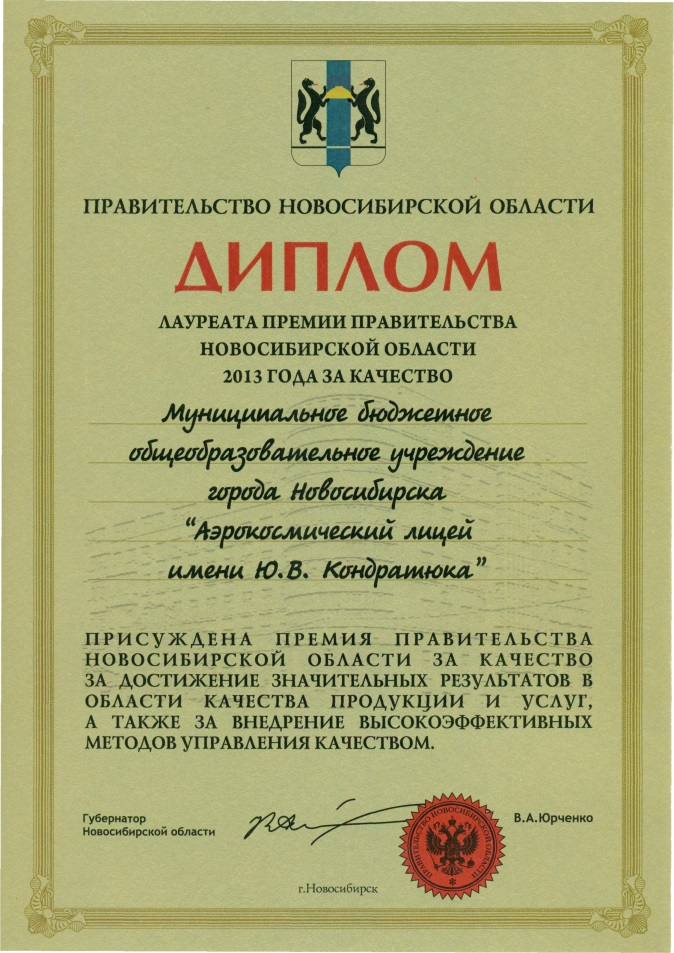 ПРАВИТЕЛЬСТВО НОВОСИБИРСКОЙ ОБЛАСТИ
ДИПЛОМ
ЛАУРЕАТА ПРЕМИИ ПРАВИТЕЛЬСТВА
НОВОСИБИРСКОЙ ОБЛАСТИ
2013 ГОДА ЗА КАЧЕСТВО
Муниципальное бюджетное
общеобразовательное учреждение
города Новосибирска
"Аэрокосмический лицей
имени Ю.В. Кондратюка"
ПРИСУЖДЕНА ПРЕМИЯ ПРАВИТЕЛЬСТВА
НОВОСИБИРСКОЙ ОБЛАСТИ ЗА КАЧЕСТВО
ЗА ДОСТИЖЕНИЕ ЗНАЧИТЕЛЬНЫХ РЕЗУЛЬТАТОВ В
ОБЛАСТИ КАЧЕСТВА ПРОДУКЦИИ И УСЛУГ,
А ТАКЖЕ ЗА ВНЕДРЕНИЕ ВЫСОКОЭФФЕКТИВНЫХ
МЕТОДОВ УПРАВЛЕНИЯ КАЧЕСТВОМ.
Губернатор
Новосибирской области
В.А.Юрченко
ПРАВИТЕЛЬСТВО НОВОСИБИРСКОЙ ОБЛАСТИ
г.Новосибирск